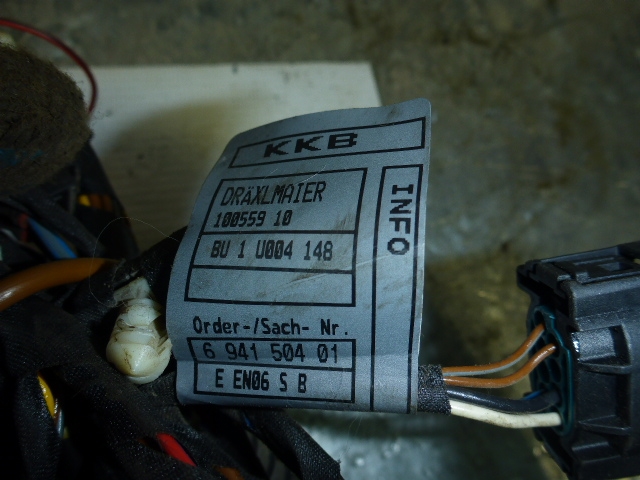 KKB
DRÄXLMAIER
100559 10
BU 1 U004 148
INFO
Order-/Sach- Nr.
6 941 504 01
E EN06 S B